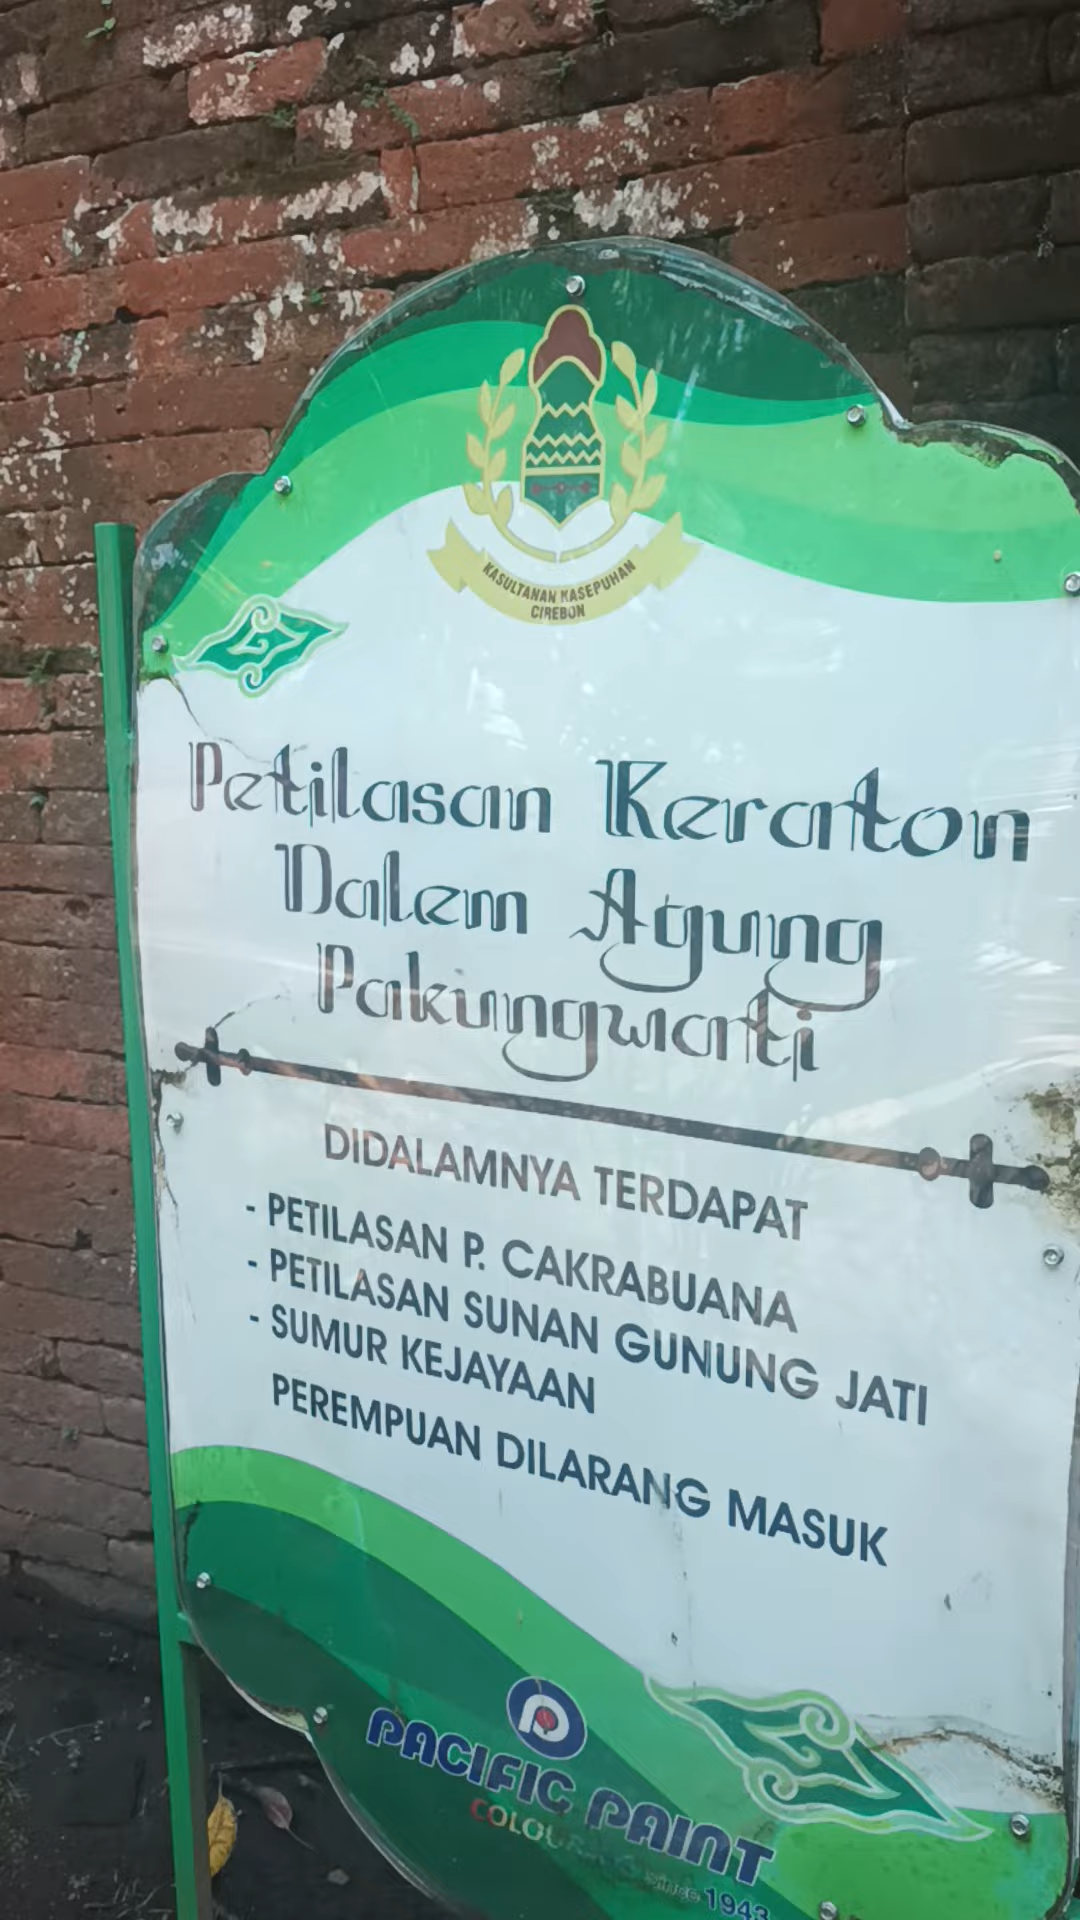 KASULTANAN KASEPUHAN
CIREBON
Petilasan Keraton
Dalem Agung
Pakungwati
DIDALAMNYA TERDAPAT
- PETILASAN P. CAKRABUANA
- PETILASAN SUNAN GUNUNG JATI
- SUMUR KEJAYAAN
PEREMPUAN DILARANG MASUK
PACIFIC PAINT
since 1943